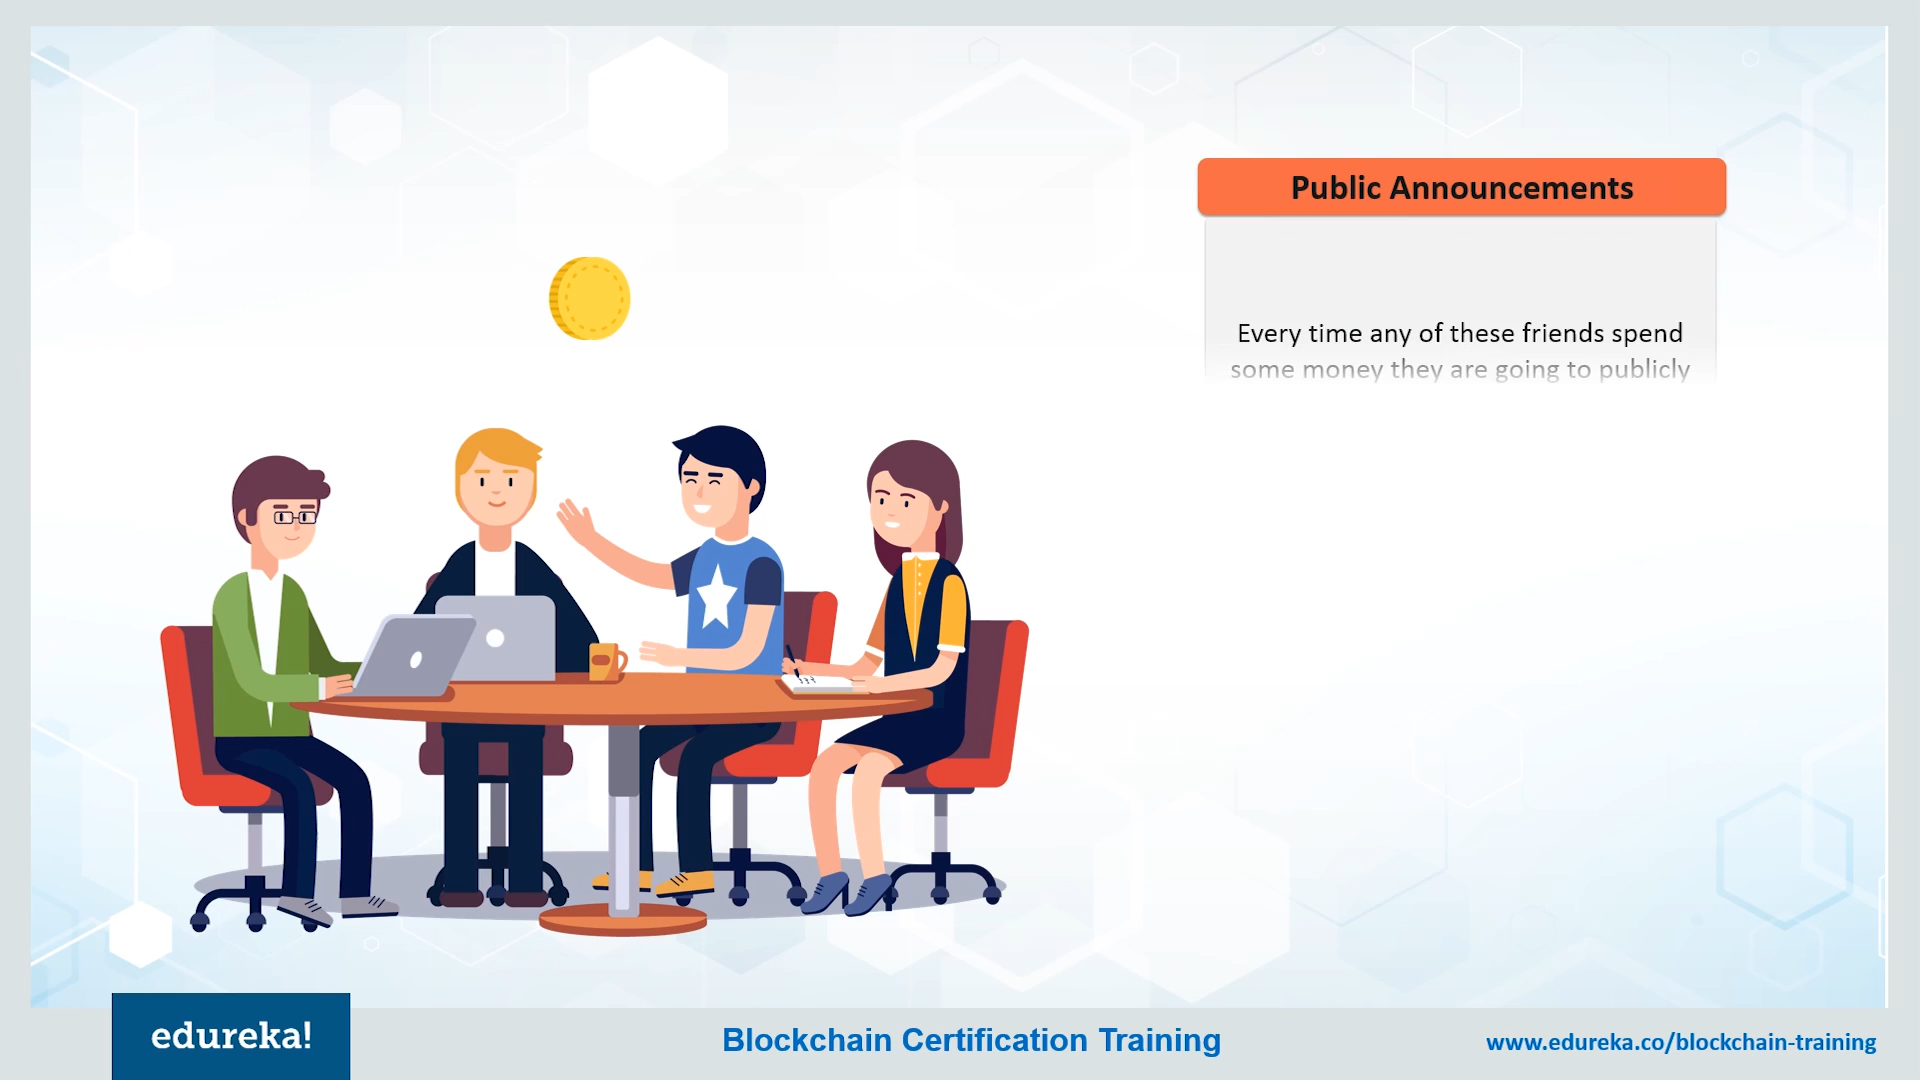 Public Announcements
Every time any of these friends spend
some money they are going to publicly
edureka!
Blockchain Certification Training
www.edureka.co/blockchain-training